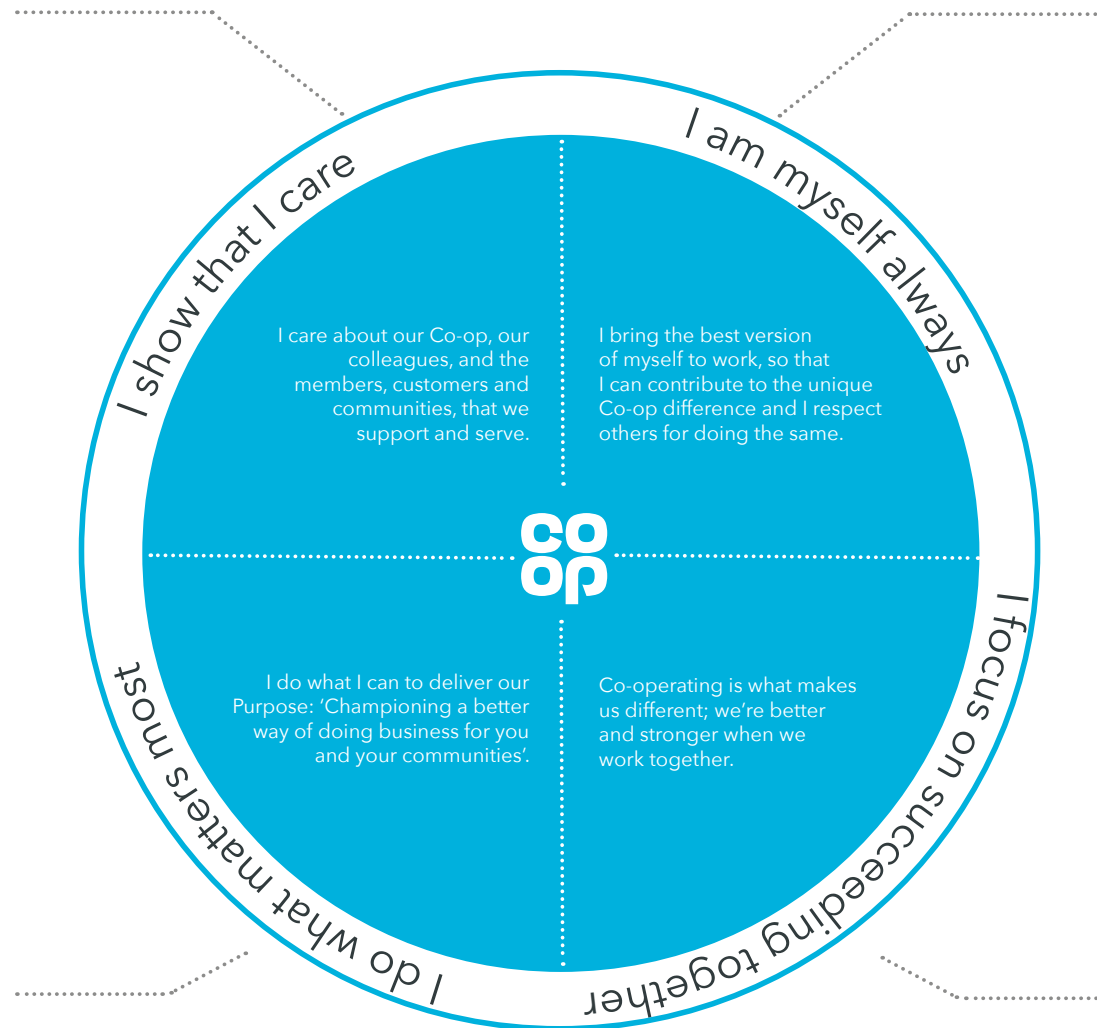 I show that I care
I care about our Co-op, our
colleagues, and the
members, customers and
communities, that we
support and serve.
I am myself always
I bring the best version
of myself to work, so that
I can contribute to the unique
Co-op difference and I respect
others for doing the same.
co
op
I do what matters most
I do what I can to deliver our
Purpose: ‘Championing a better
way of doing business for you
and your communities’.
I focus on succeeding together
Co-operating is what makes
us different; we’re better
and stronger when we
work together.